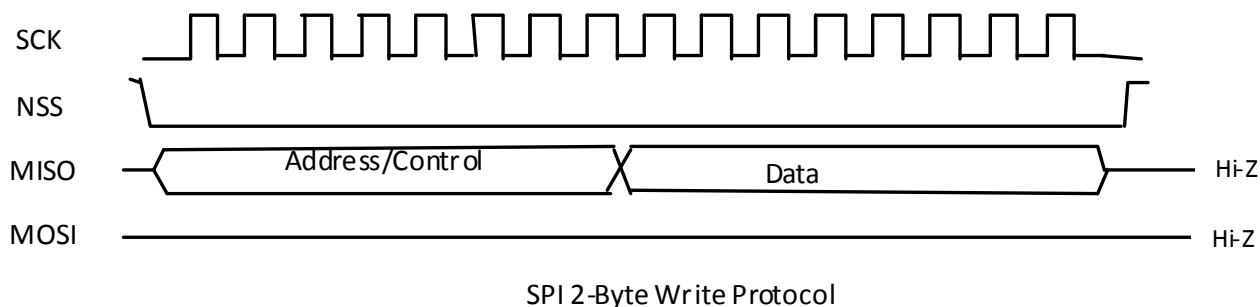 SCK
NSS
MISO Address/Control Data Hi-Z
MOSI Hi-Z
SPI 2-Byte Write Protocol